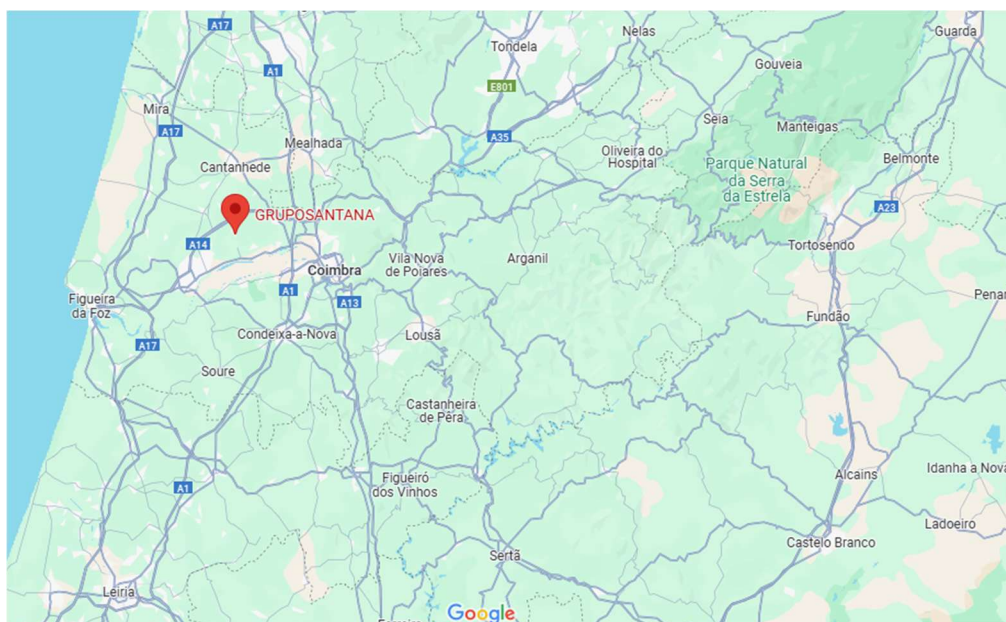 A17
Nelas
Guarda
Tondela
A1
Gouveia
E801
Mira
A17
A35
Seia
Manteigas
Mealhada
Oliveira do
Hospital
Cantanhede
Parque Natural
da Serra
da Estrela
Belmonte
GRUPOSANTANA
A23
A14
Tortosendo
Coimbra
Vila Nova
de Poiares
Arganil
A1
A13
Figueira
da Foz
Fundão
Condeixa-a-Nova
Lousã
A17
Soure
Castanheira
de Pêra
A1
Figueiró
dos Vinhos
Alcains
Idanha a Nova
Ladoeiro
Castelo Branco
Sertã
Leiria
Google